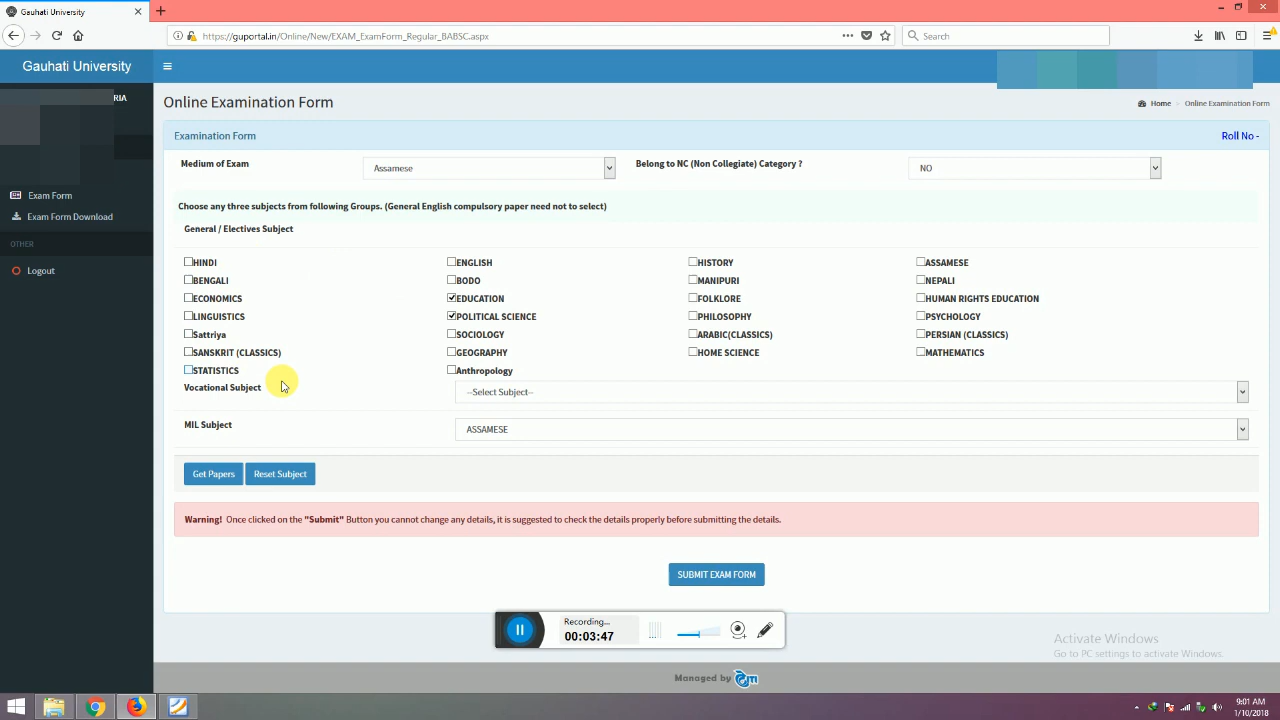 Gauhati University
https://guportal.in/Online/New/EXAM_ExamForm_Regular_BABSC.aspx
Search
Gauhati University
RIA
Online Examination Form
Home > Online Examination Form
Examination Form
Roll No -
Medium of Exam
Assamese
Belong to NC (Non Collegiate) Category ?
NO
Exam Form
Exam Form Download
OTHER
Logout
Choose any three subjects from following Groups. (General English compulsory paper need not to select)
General / Electives Subject
HINDI ENGLISH HISTORY ASSAMESE
BENGALI BODO MANIPURI NEPALI
ECONOMICS EDUCATION FOLKLORE HUMAN RIGHTS EDUCATION
LINGUISTICS POLITICAL SCIENCE PHILOSOPHY PSYCHOLOGY
Sattriya SOCIOLOGY ARABIC(CLASSICS) PERSIAN (CLASSICS)
SANSKRIT (CLASSICS) GEOGRAPHY HOME SCIENCE MATHEMATICS
STATISTICS Anthropology
Vocational Subject --Select Subject--
MIL Subject ASSAMESE
Get Papers Reset Subject
Warning! Once clicked on the "Submit" Button you cannot change any details, it is suggested to check the details properly before submitting the details.
SUBMIT EXAM FORM
Recording...
00:03:47
Activate Windows
Go to PC settings to activate Windows.
Managed by
9:01 AM
1/10/2018